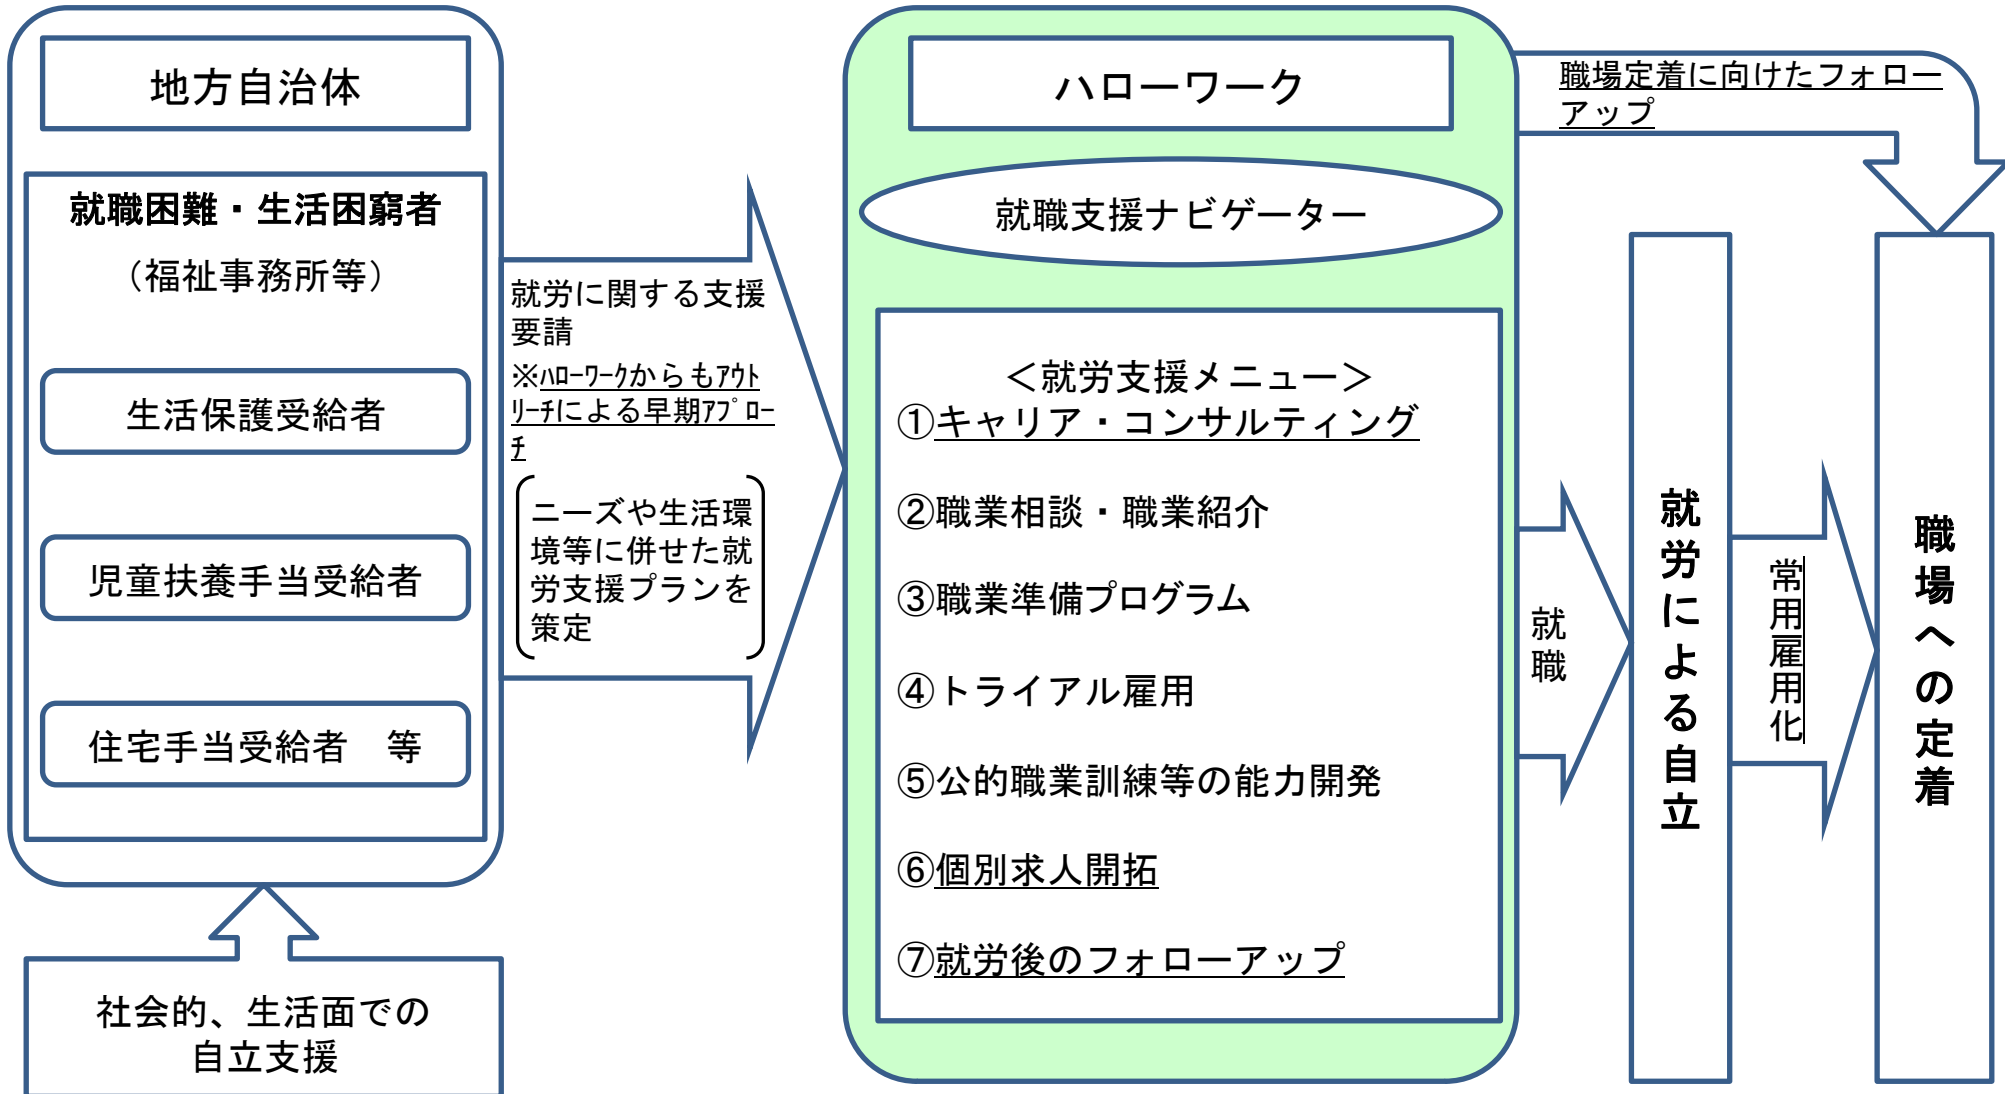 地方自治体
就職困難・生活困窮者
（福祉事務所等）
生活保護受給者
児童扶養手当受給者
住宅手当受給者　等
社会的、生活面での
自立支援
就労に関する支援
要請
※ﾊﾛｰﾜｰｸからもｱｳﾄ
ﾘｰﾁによる早期ｱﾌﾟﾛｰ
ﾁ
ニーズや生活環
境等に併せた就
労支援プランを
策定
ハローワーク
就職支援ナビゲーター
＜就労支援メニュー＞
①キャリア・コンサルティング
②職業相談・職業紹介
③職業準備プログラム
④トライアル雇用
⑤公的職業訓練等の能力開発
⑥個別求人開拓
⑦就労後のフォローアップ
職場定着に向けたフォロー
アップ
就職
就労による自立
常用雇用化
職場への定着